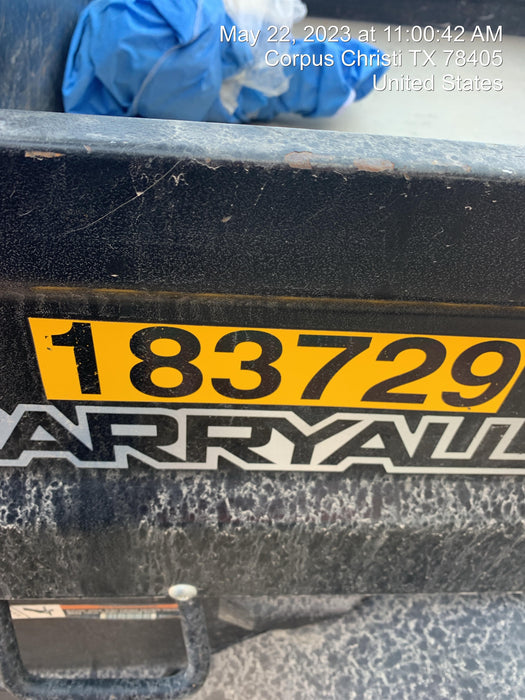 May 22, 2023 at 11:00:42 AM
Corpus Christi TX 78405
United States
183729
ARRYALL